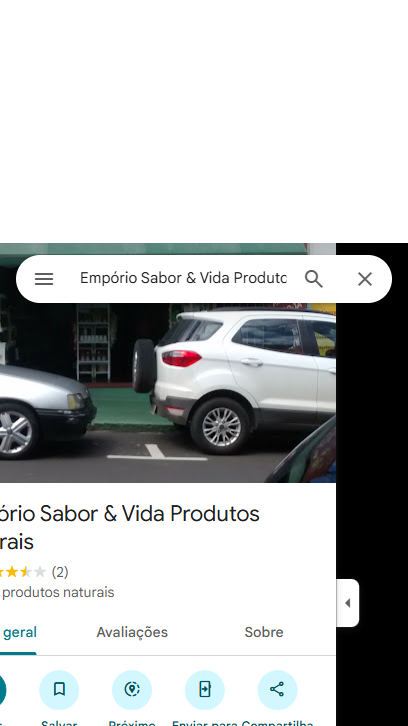 Empório Sabor & Vida Produto
ório Sabor & Vida Produtos
rais
(2)
produtos naturais
geral Avaliações Sobre
Salvar Próximo Enviar para Compartilha